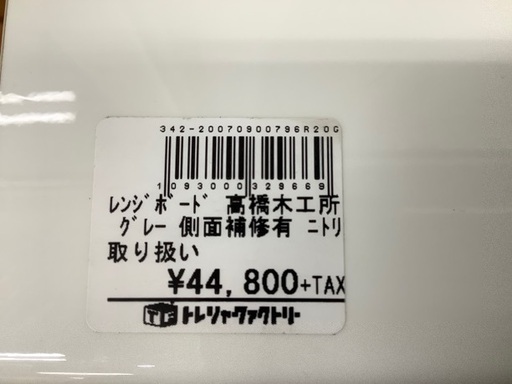 342-20070900796R20G
1093000329669
ﾚﾝｼﾞﾎﾞｰﾄﾞ 高橋木工所
ｸﾞﾚｰ 側面補修有 ﾆﾄﾘ
取り扱い
¥44,800+TAX
TF トレジャーファクトリー